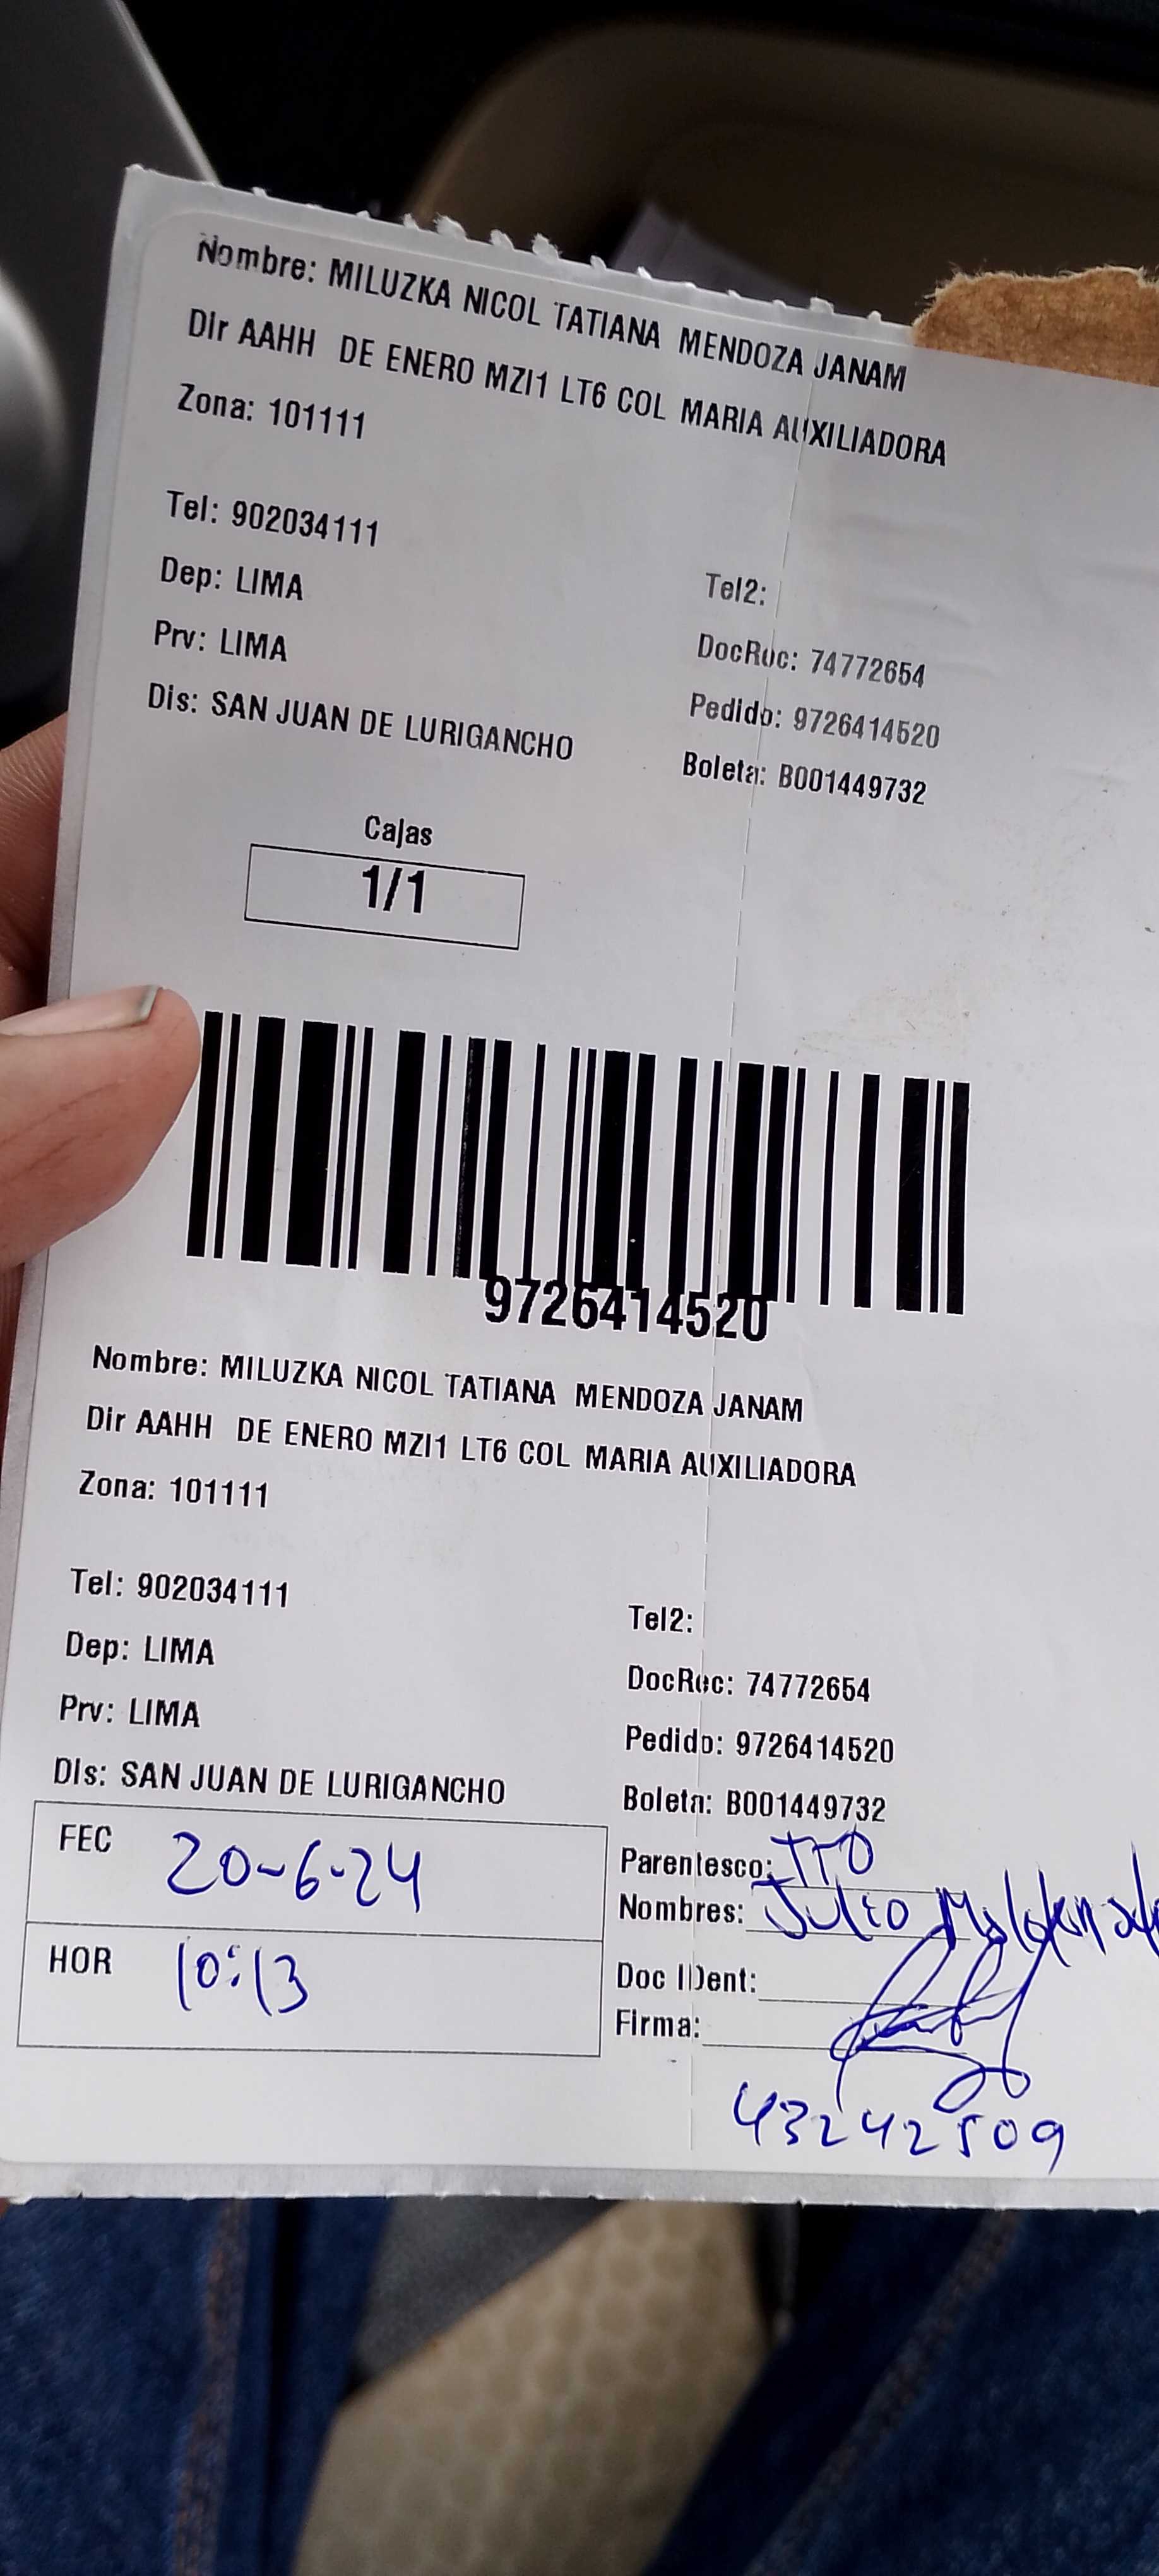 Nombre: MILUZKA NICOL TATIANA MENDOZA JANAM
Dir AAHH DE ENERO MZI1 LT6 COL MARIA AUXILIADORA
Zona: 101111
Tel: 902034111
Tel2:
Dep: LIMA
DocRec: 74772654
Prv: LIMA
Pedido: 9726414520
Dis: SAN JUAN DE LURIGANCHO
Boleta: B001449732
Cajas
1/1
9726414520
Nombre: MILUZKA NICOL TATIANA MENDOZA JANAM
Dir AAHH DE ENERO MZI1 LT6 COL MARIA AUXILIADORA
Zona: 101111
Tel: 902034111
Tel2:
Dep: LIMA
DocRec: 74772654
Prv: LIMA
Pedido: 9726414520
Dis: SAN JUAN DE LURIGANCHO
Boleta: B001449732
FEC 20-6-24
Parentesco:
Nombres: Julio
HOR 10:13
Doc IDent:
Firma:
43242509